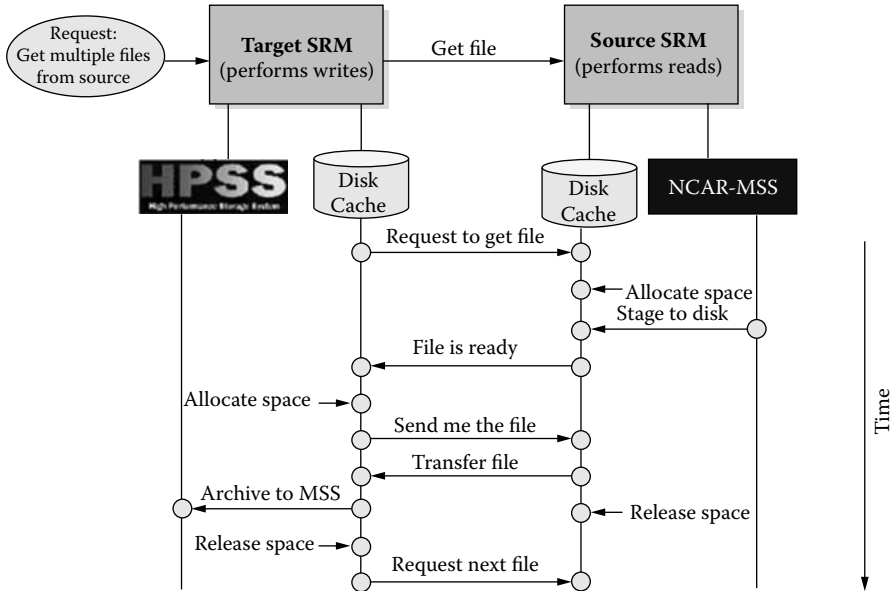 Request:
Get multiple files
from source
Target SRM
(performs writes)
Get file
Source SRM
(performs reads)
HPSS
High Performance Storage System
Disk
Cache
Disk
Cache
NCAR-MSS
Request to get file
Allocate space
Stage to disk
File is ready
Allocate space
Send me the file
Transfer file
Archive to MSS
Release space
Release space
Request next file
Time